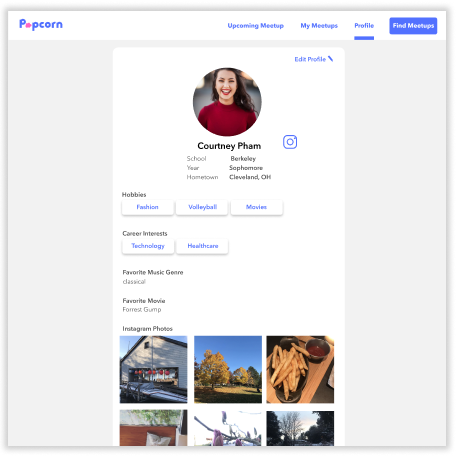 Popcorn
Upcoming Meetup My Meetups Profile Find Meetups
Edit Profile
Courtney Pham
School Berkeley
Year Sophomore
Hometown Cleveland, OH
Hobbies
Fashion Volleyball Movies
Career Interests
Technology Healthcare
Favorite Music Genre
classical
Favorite Movie
Forrest Gump
Instagram Photos